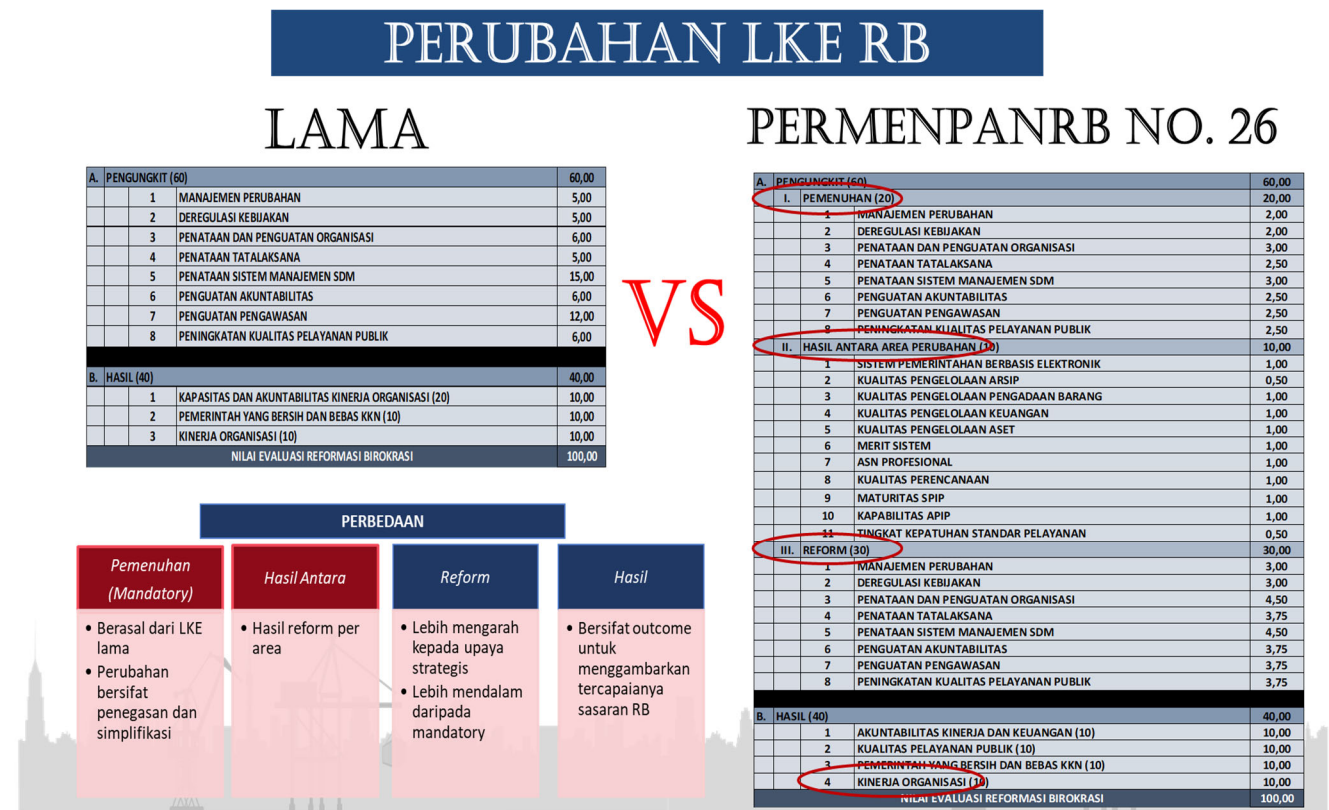 PERUBAHAN LKE RB
LAMA
A. PENGUNGKIT (60) 60,00
1 MANAJEMEN PERUBAHAN 5,00
2 DEREGULASI KEBIJAKAN 5,00
3 PENATAAN DAN PENGUATAN ORGANISASI 6,00
4 PENATAAN TATALAKSANA 5,00
5 PENATAAN SISTEM MANAJEMEN SDM 15,00
6 PENGUATAN AKUNTABILITAS 6,00
7 PENGUATAN PENGAWASAN 12,00
8 PENINGKATAN KUALITAS PELAYANAN PUBLIK 6,00
B. HASIL (40) 40,00
1 KAPASITAS DAN AKUNTABILITAS KINERJA ORGANISASI (20) 10,00
2 PEMERINTAH YANG BERSIH DAN BEBAS KKN (10) 10,00
3 KINERJA ORGANISASI (10) 10,00
NILAI EVALUASI REFORMASI BIROKRASI 100,00
VS
PERMENPANRB NO. 26
A. PENGUNGKIT (60) 60,00
I. PEMENUHAN (20) 20,00
1 MANAJEMEN PERUBAHAN 2,00
2 DEREGULASI KEBIJAKAN 2,00
3 PENATAAN DAN PENGUATAN ORGANISASI 3,00
4 PENATAAN TATALAKSANA 2,50
5 PENATAAN SISTEM MANAJEMEN SDM 3,00
6 PENGUATAN AKUNTABILITAS 2,50
7 PENGUATAN PENGAWASAN 2,50
8 PENINGKATAN KUALITAS PELAYANAN PUBLIK 2,50
II. HASIL ANTARA AREA PERUBAHAN (10) 10,00
1 SISTEM PEMERINTAHAN BERBASIS ELEKTRONIK 1,00
2 KUALITAS PENGELOLAAN ARSIP 0,50
3 KUALITAS PENGELOLAAN PENGADAAN BARANG 1,00
4 KUALITAS PENGELOLAAN KEUANGAN 1,00
5 KUALITAS PENGELOLAAN ASET 1,00
6 MERIT SISTEM 1,00
7 ASN PROFESIONAL 1,00
8 KUALITAS PERENCANAAN 1,00
9 MATURITAS SPIP 1,00
10 KAPABILITAS APIP 1,00
11 TINGKAT KEPATUHAN STANDAR PELAYANAN 0,50
III. REFORM (30) 30,00
1 MANAJEMEN PERUBAHAN 3,00
2 DEREGULASI KEBIJAKAN 3,00
3 PENATAAN DAN PENGUATAN ORGANISASI 4,50
4 PENATAAN TATALAKSANA 3,75
5 PENATAAN SISTEM MANAJEMEN SDM 4,50
6 PENGUATAN AKUNTABILITAS 3,75
7 PENGUATAN PENGAWASAN 3,75
8 PENINGKATAN KUALITAS PELAYANAN PUBLIK 3,75
B. HASIL (40) 40,00
1 AKUNTABILITAS KINERJA DAN KEUANGAN (10) 10,00
2 KUALITAS PELAYANAN PUBLIK (10) 10,00
3 PEMERINTAH YANG BERSIH DAN BEBAS KKN (10) 10,00
4 KINERJA ORGANISASI (10) 10,00
NILAI EVALUASI REFORMASI BIROKRASI 100,00
PERBEDAAN
Pemenuhan
(Mandatory)
• Berasal dari LKE
lama
• Perubahan
bersifat
penegasan dan
simplifikasi
Hasil Antara
• Hasil reform per
area
Reform
• Lebih mengarah
kepada upaya
strategis
• Lebih mendalam
daripada
mandatory
Hasil
• Bersifat outcome
untuk
menggambarkan
tercapainya
sasaran RB